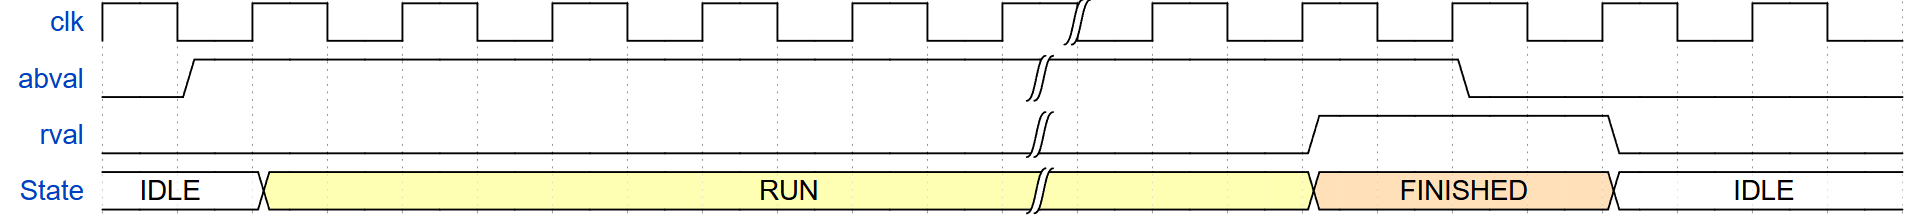 clk
abval
rval
State IDLE RUN FINISHED IDLE